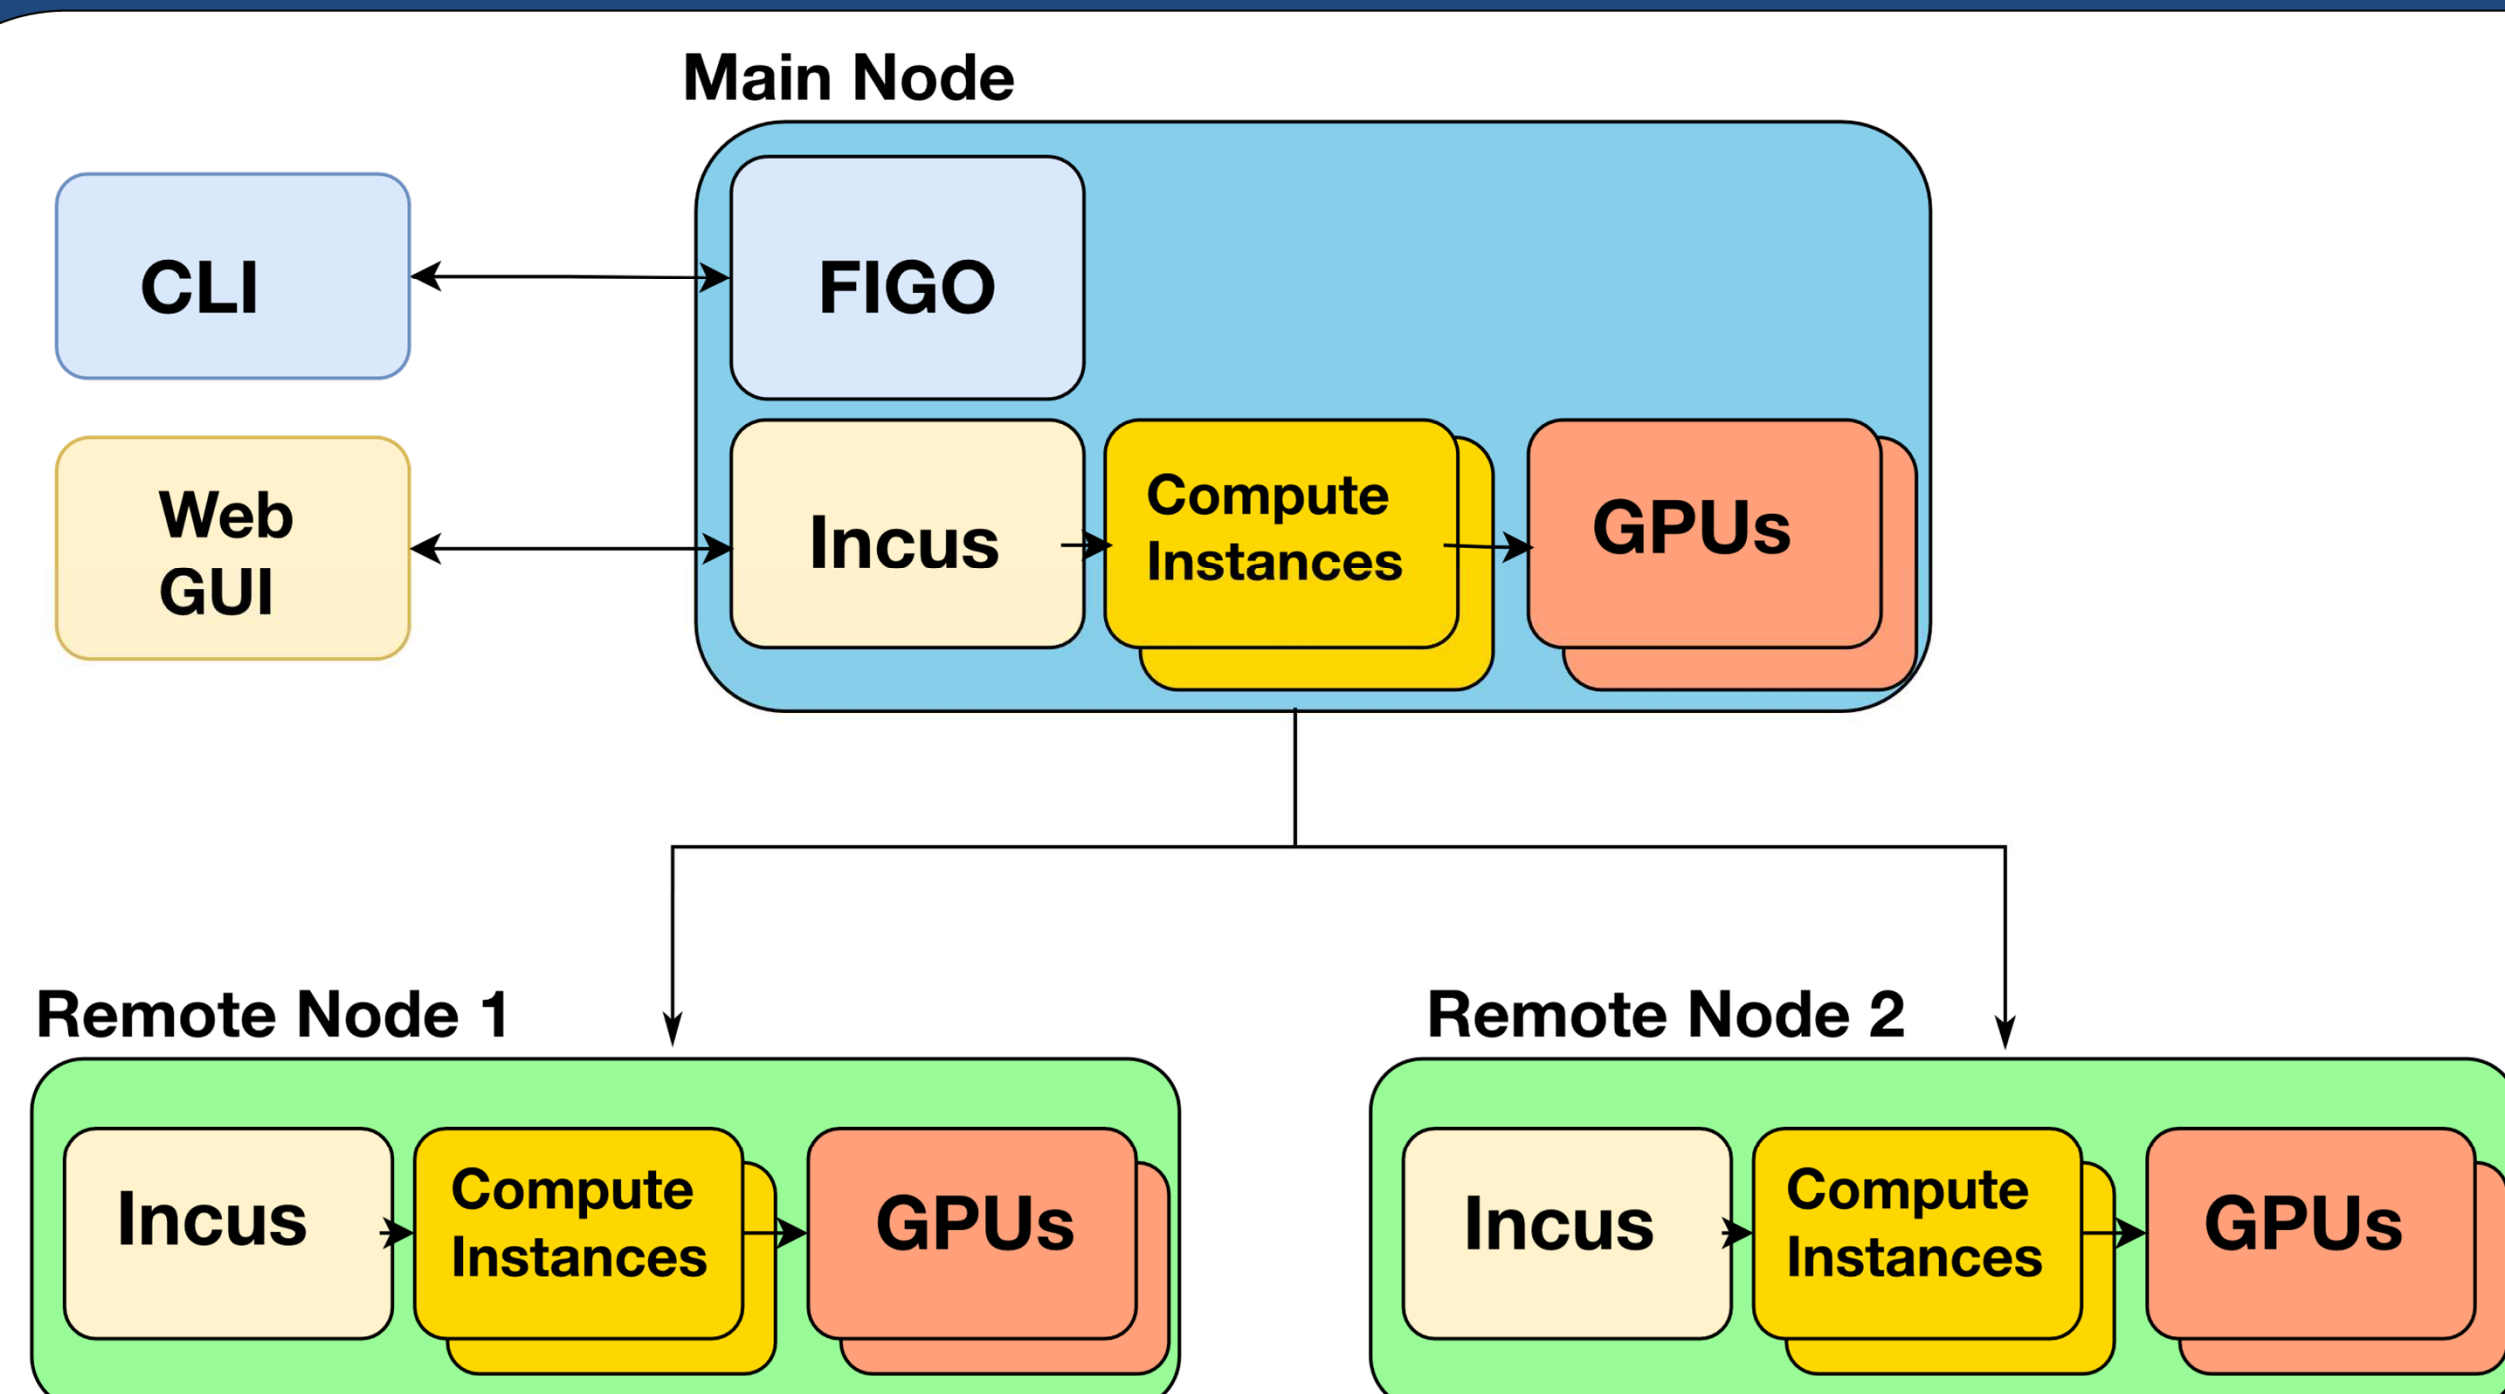 Main Node
CLI
FIGO
Web
GUI
Incus
Compute
Instances
GPUs
Remote Node 1
Remote Node 2
Incus
Compute
Instances
GPUs
Incus
Compute
Instances
GPUs